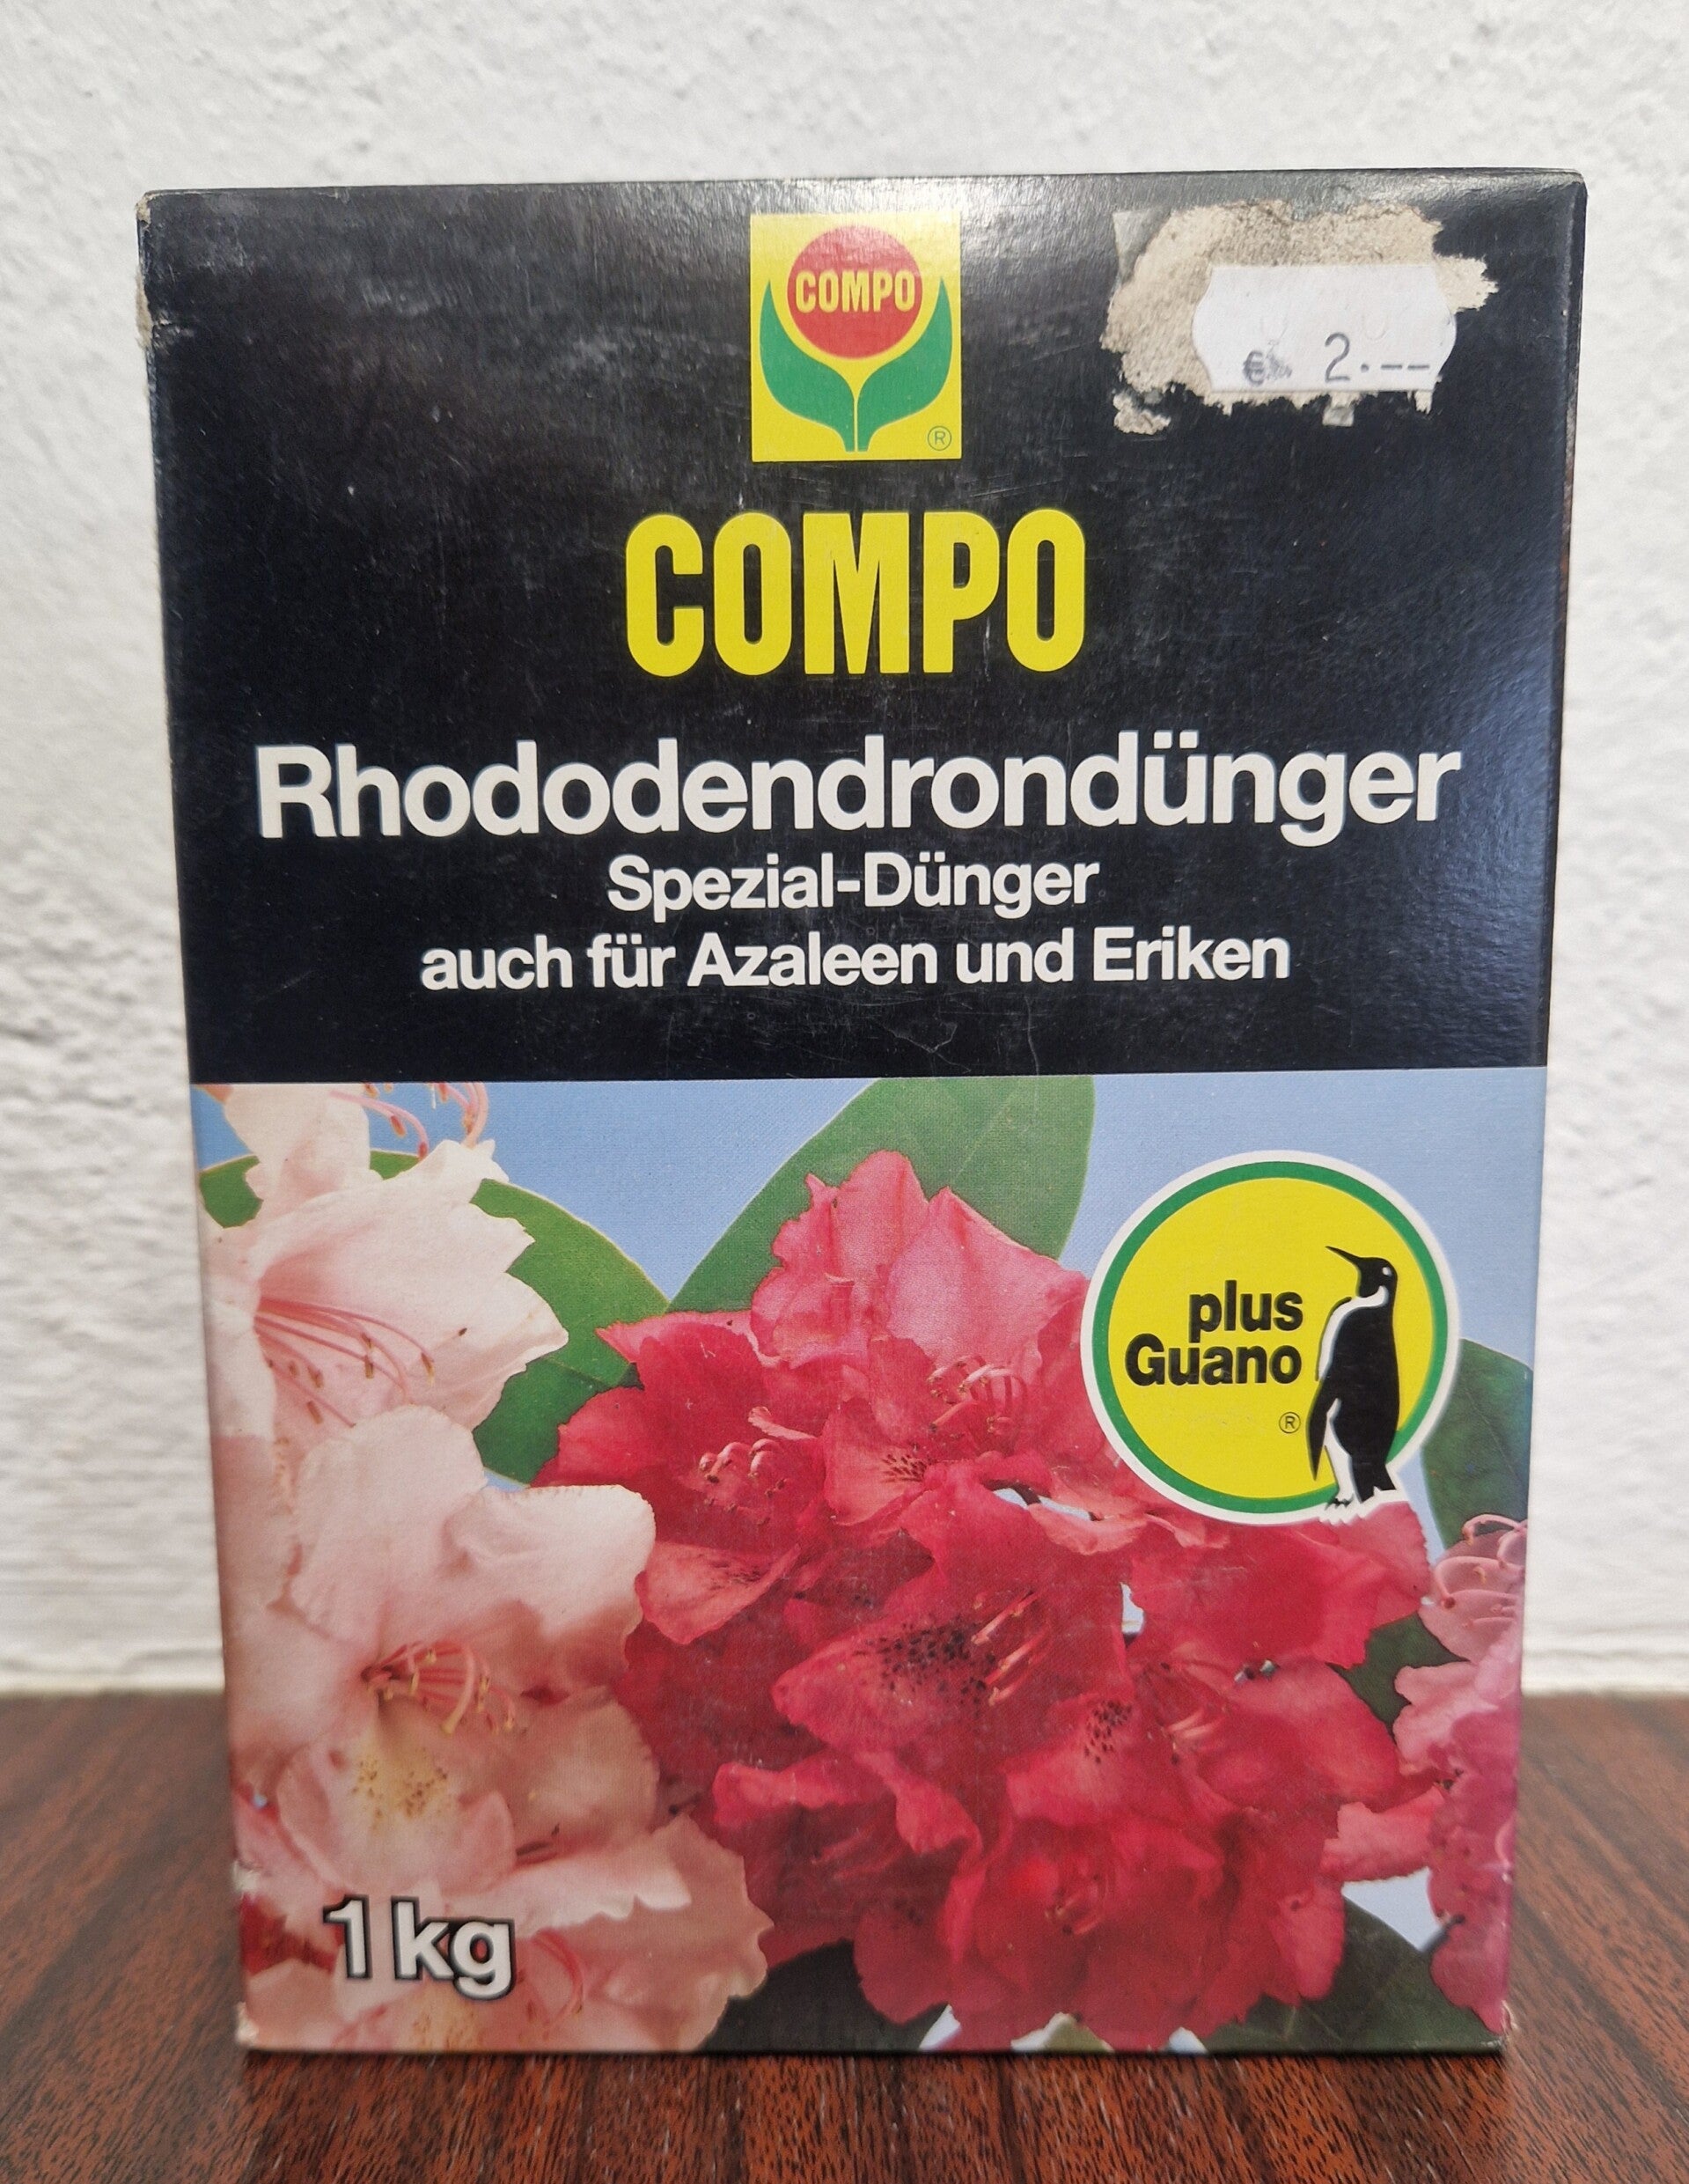 COMPO
®
€ 2.--
COMPO
Rhododendrondünger
Spezial-Dünger
auch für Azaleen und Eriken
plus
Guano
®
1 kg